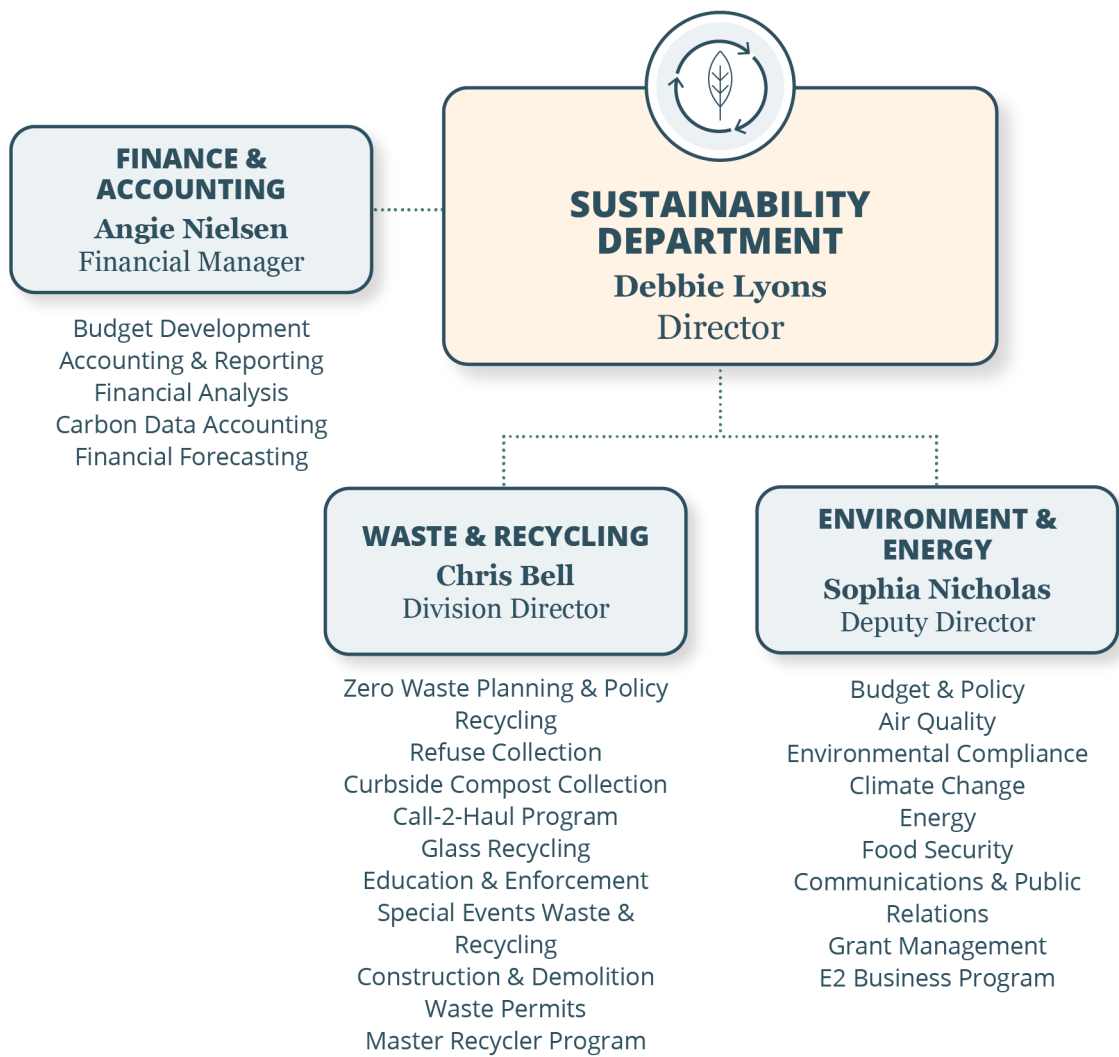 SUSTAINABILITY
DEPARTMENT
Debbie Lyons
Director
FINANCE &
ACCOUNTING
Angie Nielsen
Financial Manager
Budget Development
Accounting & Reporting
Financial Analysis
Carbon Data Accounting
Financial Forecasting
WASTE & RECYCLING
Chris Bell
Division Director
Zero Waste Planning & Policy
Recycling
Refuse Collection
Curbside Compost Collection
Call-2-Haul Program
Glass Recycling
Education & Enforcement
Special Events Waste &
Recycling
Construction & Demolition
Waste Permits
Master Recycler Program
ENVIRONMENT &
ENERGY
Sophia Nicholas
Deputy Director
Budget & Policy
Air Quality
Environmental Compliance
Climate Change
Energy
Food Security
Communications & Public
Relations
Grant Management
E2 Business Program